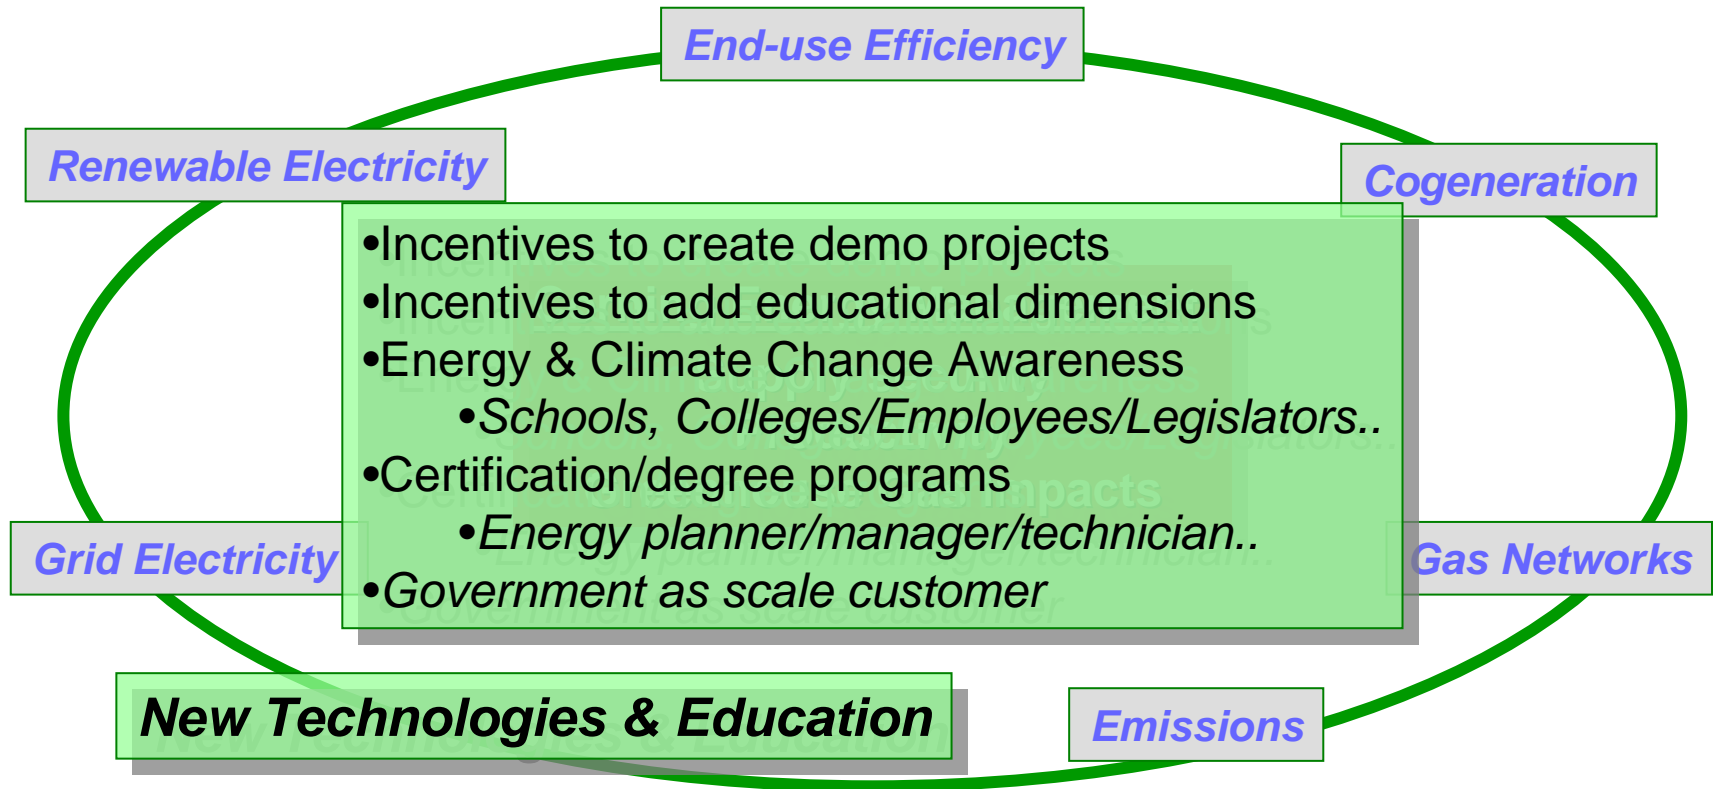 End-use Efficiency
Renewable Electricity
Cogeneration
•Incentives to create demo projects
•Incentives to add educational dimensions
•Energy & Climate Change Awareness
•Schools, Colleges/Employees/Legislators..
•Certification/degree programs
•Energy planner/manager/technician..
•Government as scale customer
Grid Electricity
Gas Networks
New Technologies & Education
Emissions